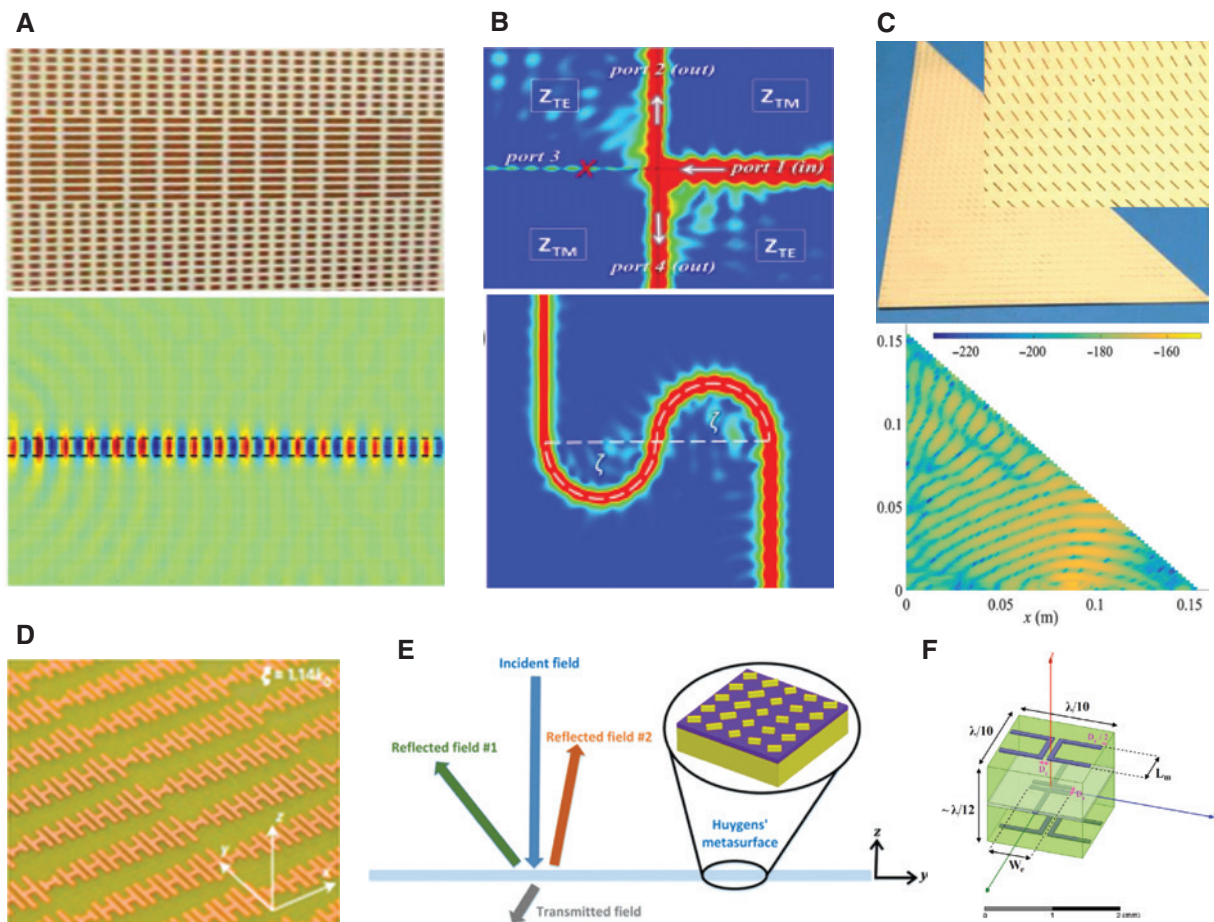 A
B
port 2 (out)
Z_TE
Z_TM
port 3
port 1 (in)
Z_TM
Z_TE
port 4 (out)
ζ
ζ
C
−220
−200
−180
−160
0.15
0.1
0.05
0
0
0.05
0.1
0.15
x (m)
D
z
y
x
E
Incident field
Reflected field #1
Reflected field #2
Huygens'
metasurface
Transmitted field
z
y
F
λ/10
λ/10
L_m
~λ/12
W_e
0
1
2 (mm)